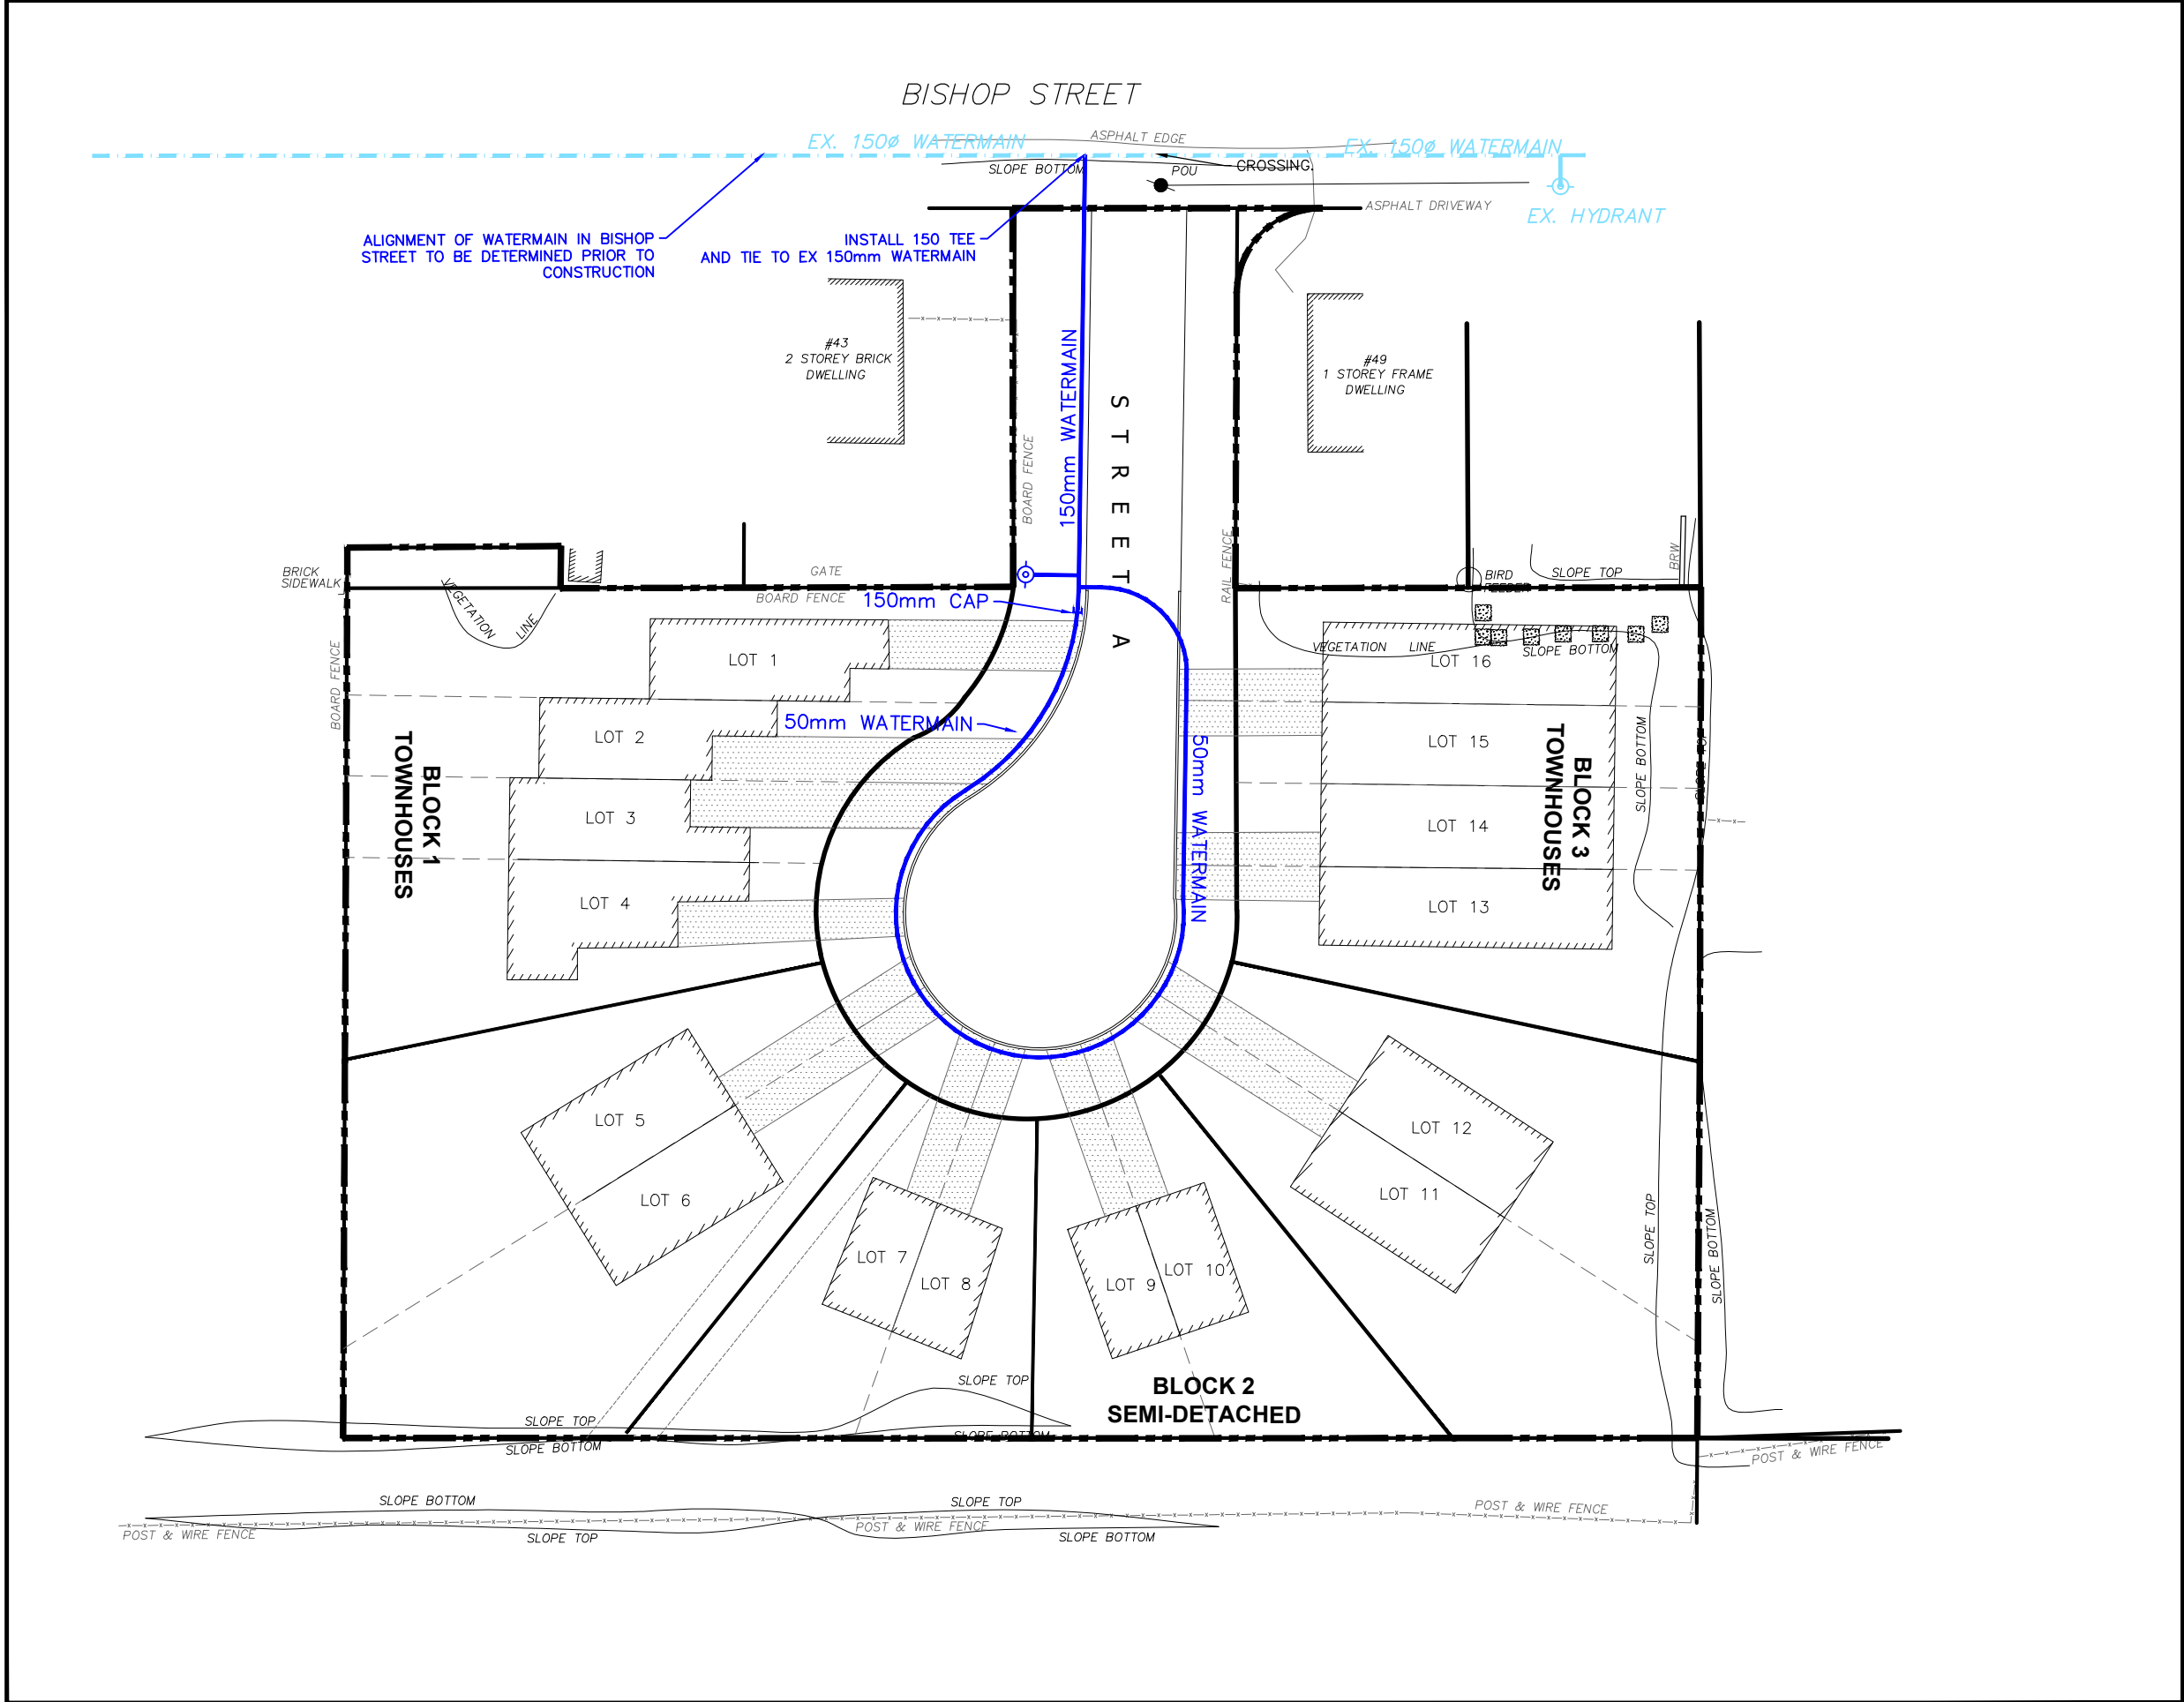 BISHOP STREET
EX. 150ø WATERMAIN
ASPHALT EDGE
EX. 150ø WATERMAIN
SLOPE BOTTOM
POU
CROSSING.
ASPHALT DRIVEWAY
EX. HYDRANT
ALIGNMENT OF WATERMAIN IN BISHOP
STREET TO BE DETERMINED PRIOR TO
CONSTRUCTION
INSTALL 150 TEE
AND TIE TO EX 150mm WATERMAIN
#43
2 STOREY BRICK
DWELLING
#49
1 STOREY FRAME
DWELLING
150mm WATERMAIN
BOARD FENCE
STREET A
RAIL FENCE
BRICK
SIDEWALK
GATE
BOARD FENCE
150mm CAP
BIRD
FEEDER
SLOPE TOP
BRW
VEGETATION LINE
BOARD FENCE
VEGETATION LINE
SLOPE BOTTOM
LOT 1
LOT 2
LOT 3
LOT 4
50mm WATERMAIN
50mm WATERMAIN
LOT 16
LOT 15
LOT 14
LOT 13
BLOCK 1
TOWNHOUSES
BLOCK 3
TOWNHOUSES
SLOPE BOTTOM
SLOPE TOP
LOT 5
LOT 6
LOT 7
LOT 8
LOT 9
LOT 10
LOT 11
LOT 12
SLOPE TOP
SLOPE BOTTOM
BLOCK 2
SEMI-DETACHED
SLOPE TOP
SLOPE TOP
SLOPE BOTTOM
SLOPE BOTTOM
POST & WIRE FENCE
SLOPE BOTTOM
SLOPE TOP
POST & WIRE FENCE
POST & WIRE FENCE
POST & WIRE FENCE
SLOPE TOP
SLOPE BOTTOM